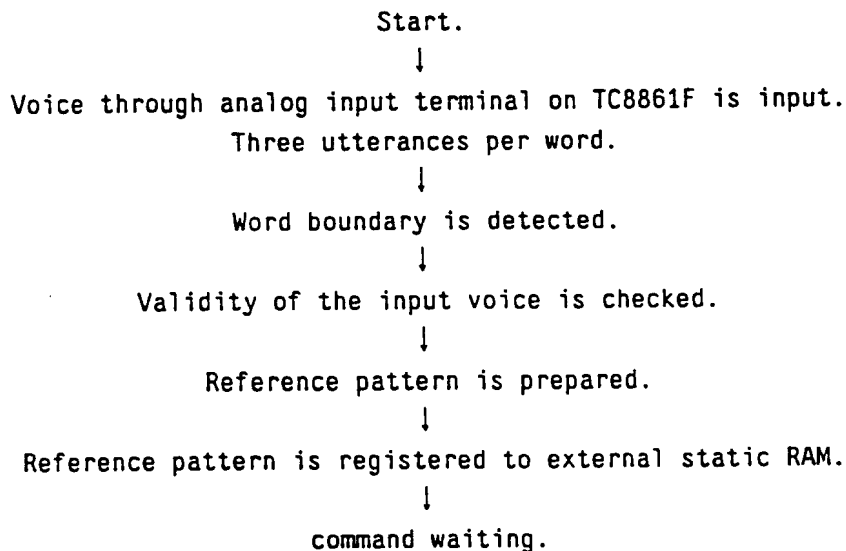 Start.
↓
Voice through analog input terminal on TC8861F is input.
Three utterances per word.
↓
Word boundary is detected.
↓
Validity of the input voice is checked.
↓
Reference pattern is prepared.
↓
Reference pattern is registered to external static RAM.
↓
command waiting.